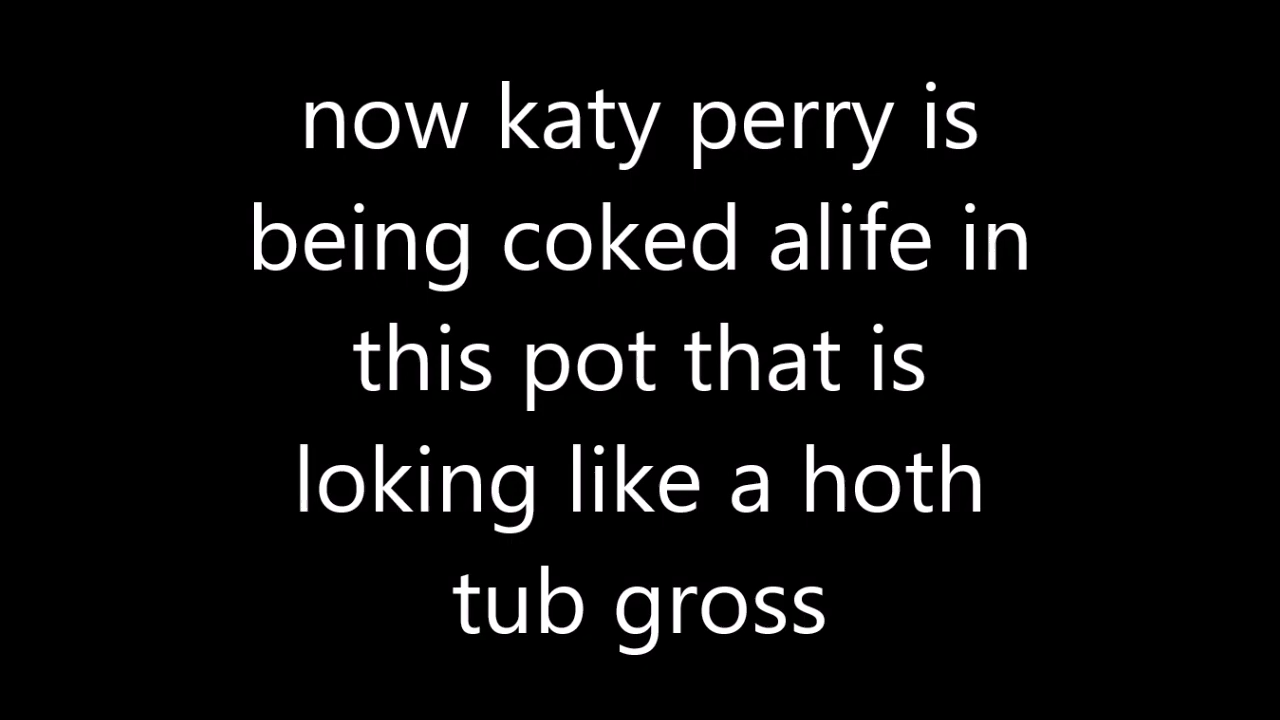 now katy perry is
being coked alife in
this pot that is
loking like a hoth
tub gross